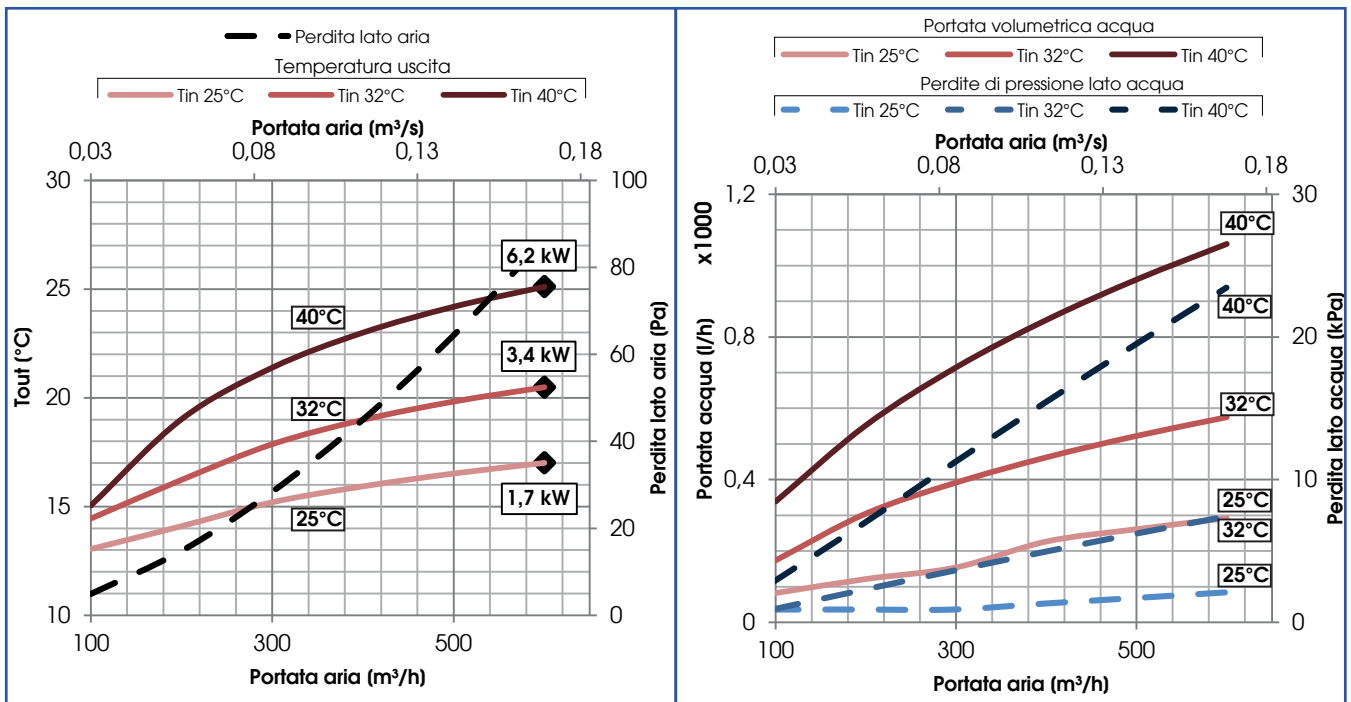 Perdita lato aria
Temperatura uscita
Tin 25°C Tin 32°C Tin 40°C
Portata aria (m³/s)
0,03 0,08 0,13 0,18
30 100
25 80
20 60
15 40
10 20
0
Tout (°C)
Perdita lato aria (Pa)
6,2 kW
40°C
3,4 kW
32°C
25°C
1,7 kW
100 300 500
Portata aria (m³/h)
Portata volumetrica acqua
Tin 25°C Tin 32°C Tin 40°C
Perdite di pressione lato acqua
Tin 25°C Tin 32°C Tin 40°C
Portata aria (m³/s)
0,03 0,08 0,13 0,18
1,2 30
0,8 20
0,4 10
0 0
x1000
Portata acqua (l/h)
Perdita lato aria (kPa)
40°C
40°C
32°C
25°C
32°C
25°C
100 300 500
Portata aria (m³/h)